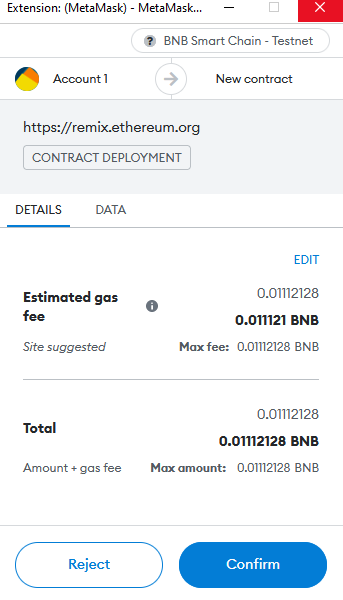 Extension: (MetaMask) - MetaMask...
BNB Smart Chain - Testnet
Account 1
New contract
https://remix.ethereum.org
CONTRACT DEPLOYMENT
DETAILS DATA
EDIT
Estimated gas fee
0.01112128
0.011121 BNB
Site suggested
Max fee: 0.01112128 BNB
Total
0.01112128
0.01112128 BNB
Amount + gas fee
Max amount: 0.01112128 BNB
Reject
Confirm